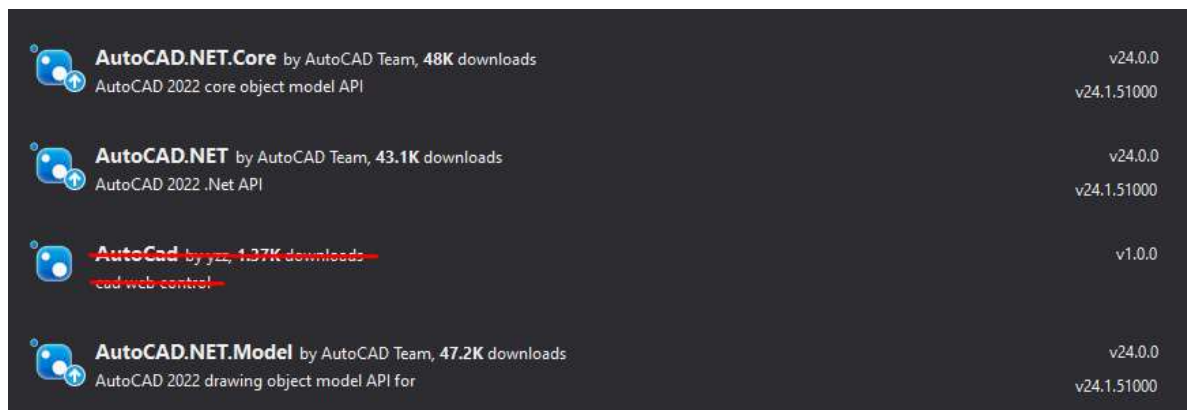 AutoCAD.NET.Core by AutoCAD Team, 48K downloads v24.0.0
AutoCAD 2022 core object model API v24.1.51000
AutoCAD.NET by AutoCAD Team, 43.1K downloads v24.0.0
AutoCAD 2022 .Net API v24.1.51000
AutoCad by yzz, 1.37K downloads v1.0.0
cad web control
AutoCAD.NET.Model by AutoCAD Team, 47.2K downloads v24.0.0
AutoCAD 2022 drawing object model API for v24.1.51000